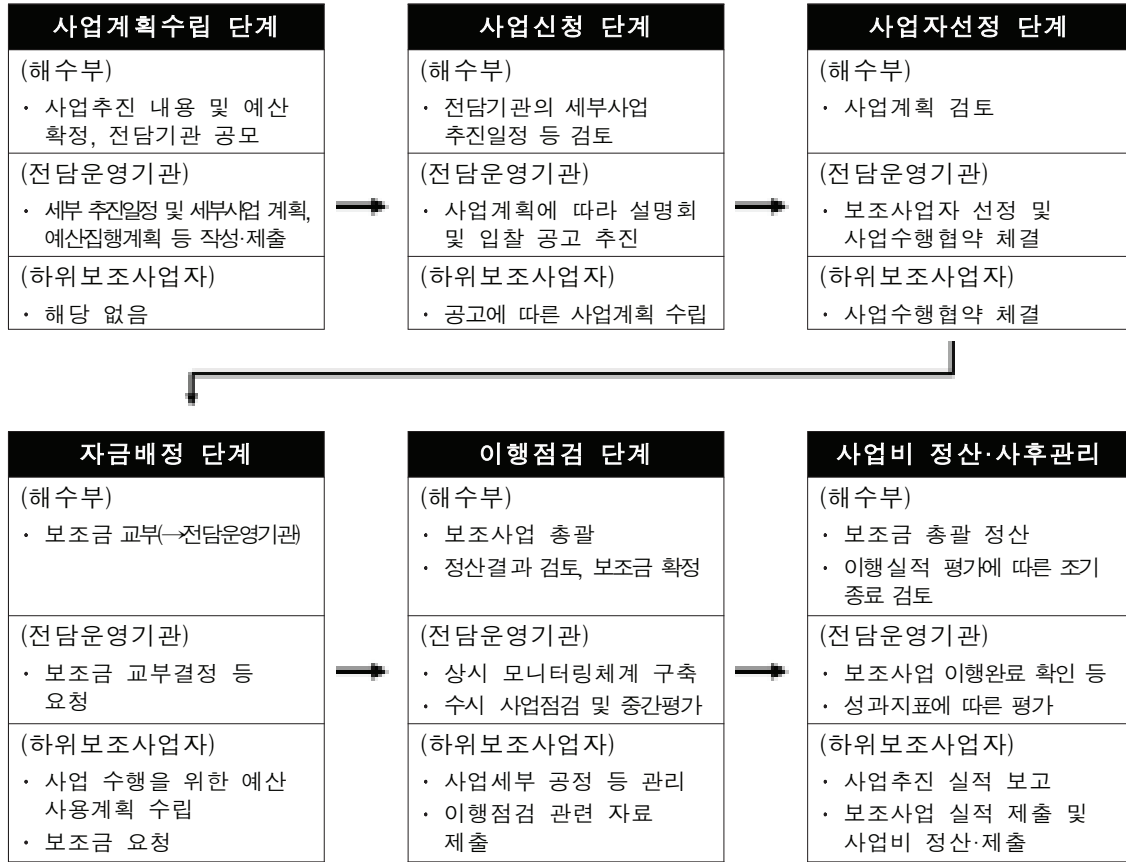 사업계획수립 단계
(해수부)
· 사업추진 내용 및 예산
확정, 전담기관 공모
(전담운영기관)
· 세부 추진일정 및 세부사업 계획,
예산집행계획 등 작성·제출
(하위보조사업자)
· 해당 없음
사업신청 단계
(해수부)
· 전담기관의 세부사업
추진일정 등 검토
(전담운영기관)
· 사업계획에 따라 설명회
및 입찰 공고 추진
(하위보조사업자)
· 공고에 따른 사업계획 수립
사업자선정 단계
(해수부)
· 사업계획 검토
(전담운영기관)
· 보조사업자 선정 및
사업수행협약 체결
(하위보조사업자)
· 사업수행협약 체결
자금배정 단계
(해수부)
· 보조금 교부(→전담운영기관)
(전담운영기관)
· 보조금 교부결정 등
요청
(하위보조사업자)
· 사업 수행을 위한 예산
사용계획 수립
· 보조금 요청
이행점검 단계
(해수부)
· 보조사업 총괄
· 정산결과 검토, 보조금 확정
(전담운영기관)
· 상시 모니터링체계 구축
· 수시 사업점검 및 중간평가
(하위보조사업자)
· 사업세부 공정 등 관리
· 이행점검 관련 자료
제출
사업비 정산·사후관리
(해수부)
· 보조금 총괄 정산
· 이행실적 평가에 따른 조기
종료 검토
(전담운영기관)
· 보조사업 이행완료 확인 등
· 성과지표에 따른 평가
(하위보조사업자)
· 사업추진 실적 보고
· 보조사업 실적 제출 및
사업비 정산·제출